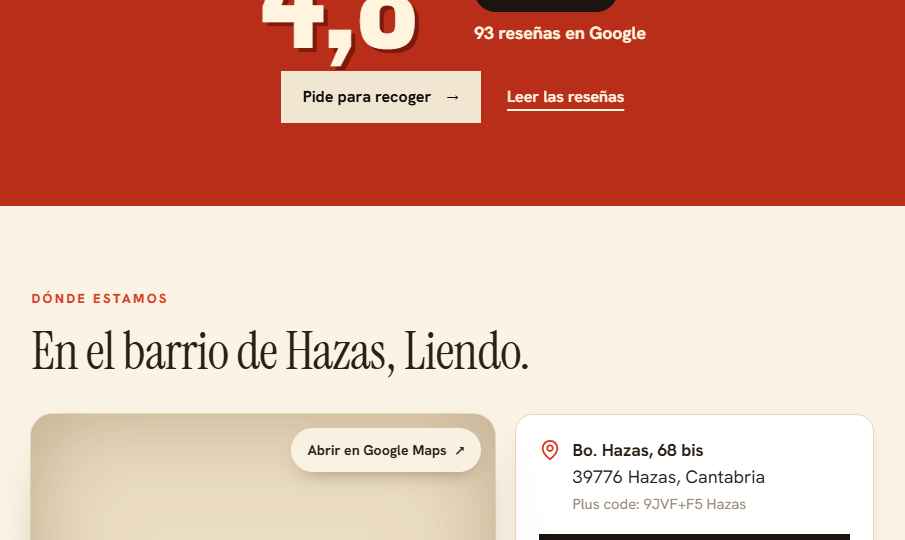 4,8
93 reseñas en Google
Pide para recoger →
Leer las reseñas
DÓNDE ESTAMOS
En el barrio de Hazas, Liendo.
Abrir en Google Maps ↗
Bo. Hazas, 68 bis
39776 Hazas, Cantabria
Plus code: 9JVF+F5 Hazas